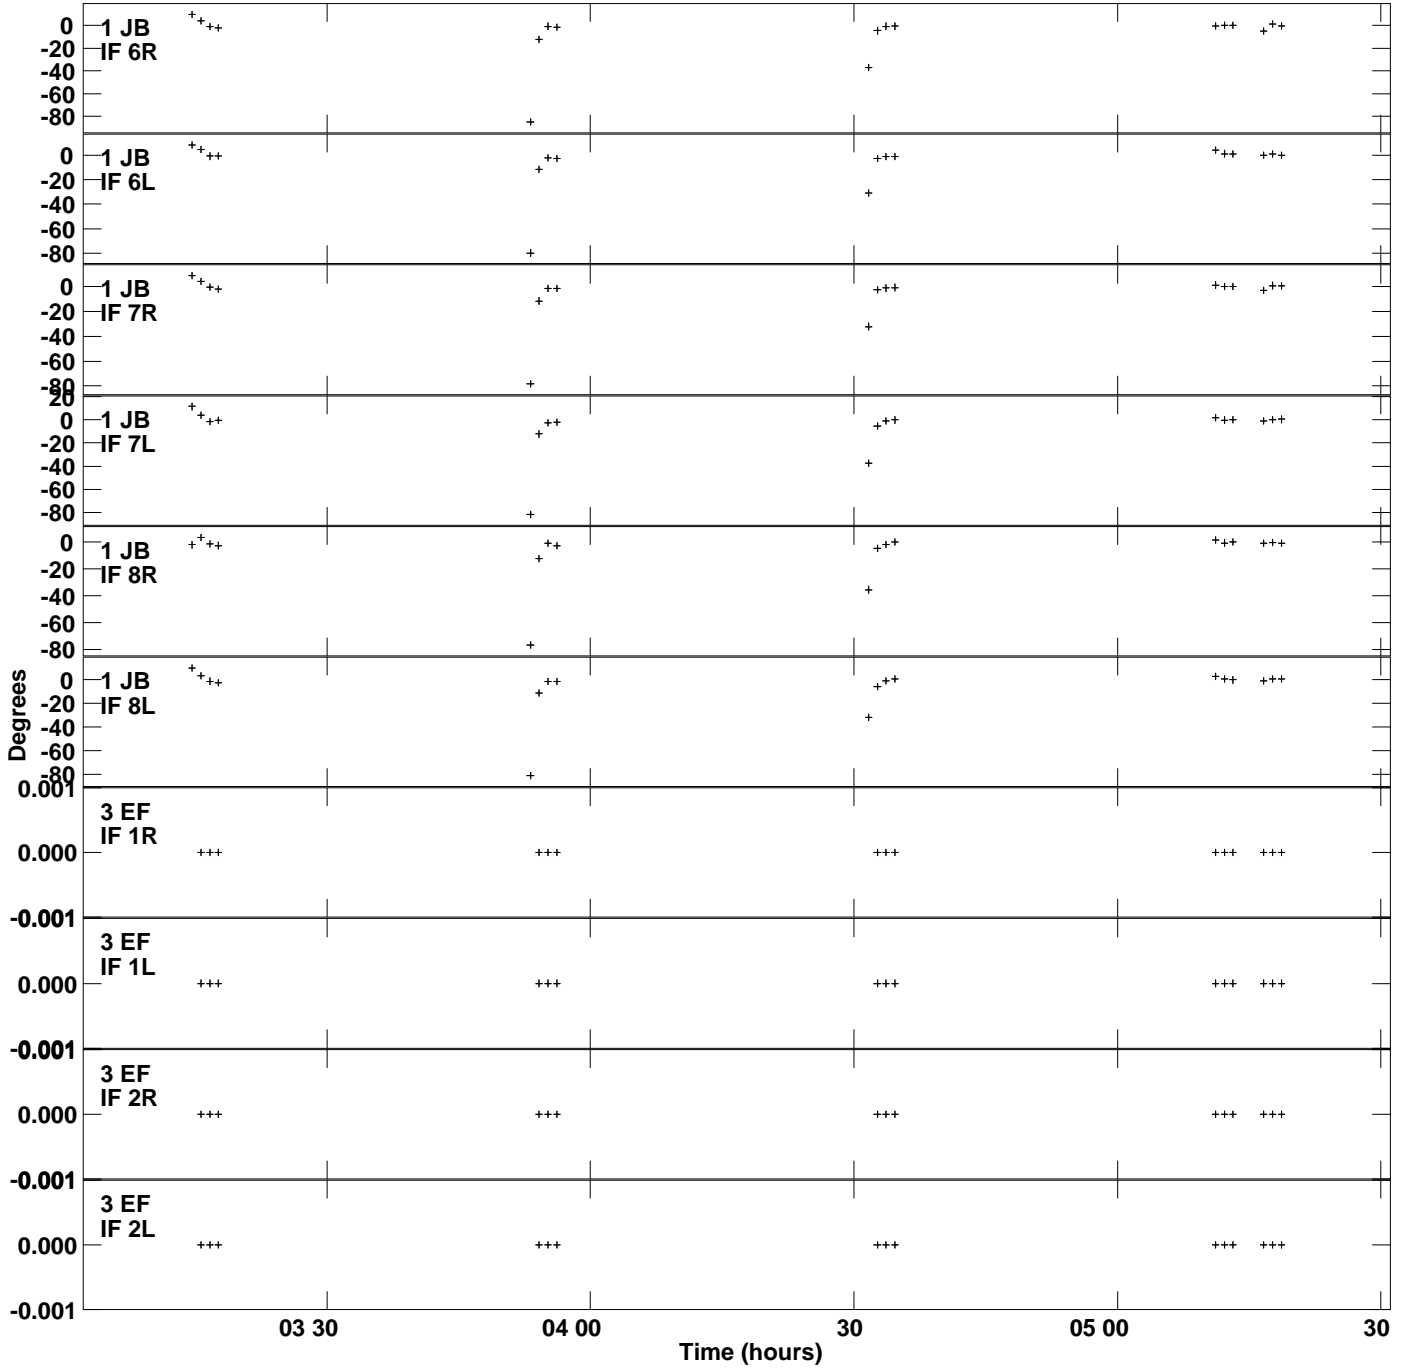 0
-20
-40
-60
-80
1 JB
IF 6R
0
-20
-40
-60
-80
1 JB
IF 6L
0
-20
-40
-60
-80
1 JB
IF 7R
20
0
-20
-40
-60
-80
1 JB
IF 7L
0
-20
-40
-60
-80
1 JB
IF 8R
0
-20
-40
-60
-80
1 JB
IF 8L
Degrees
0.001
0.000
-0.001
3 EF
IF 1R
0.000
-0.001
3 EF
IF 1L
0.000
-0.001
3 EF
IF 2R
0.000
-0.001
3 EF
IF 2L
03 30
04 00
30
05 00
30
Time (hours)